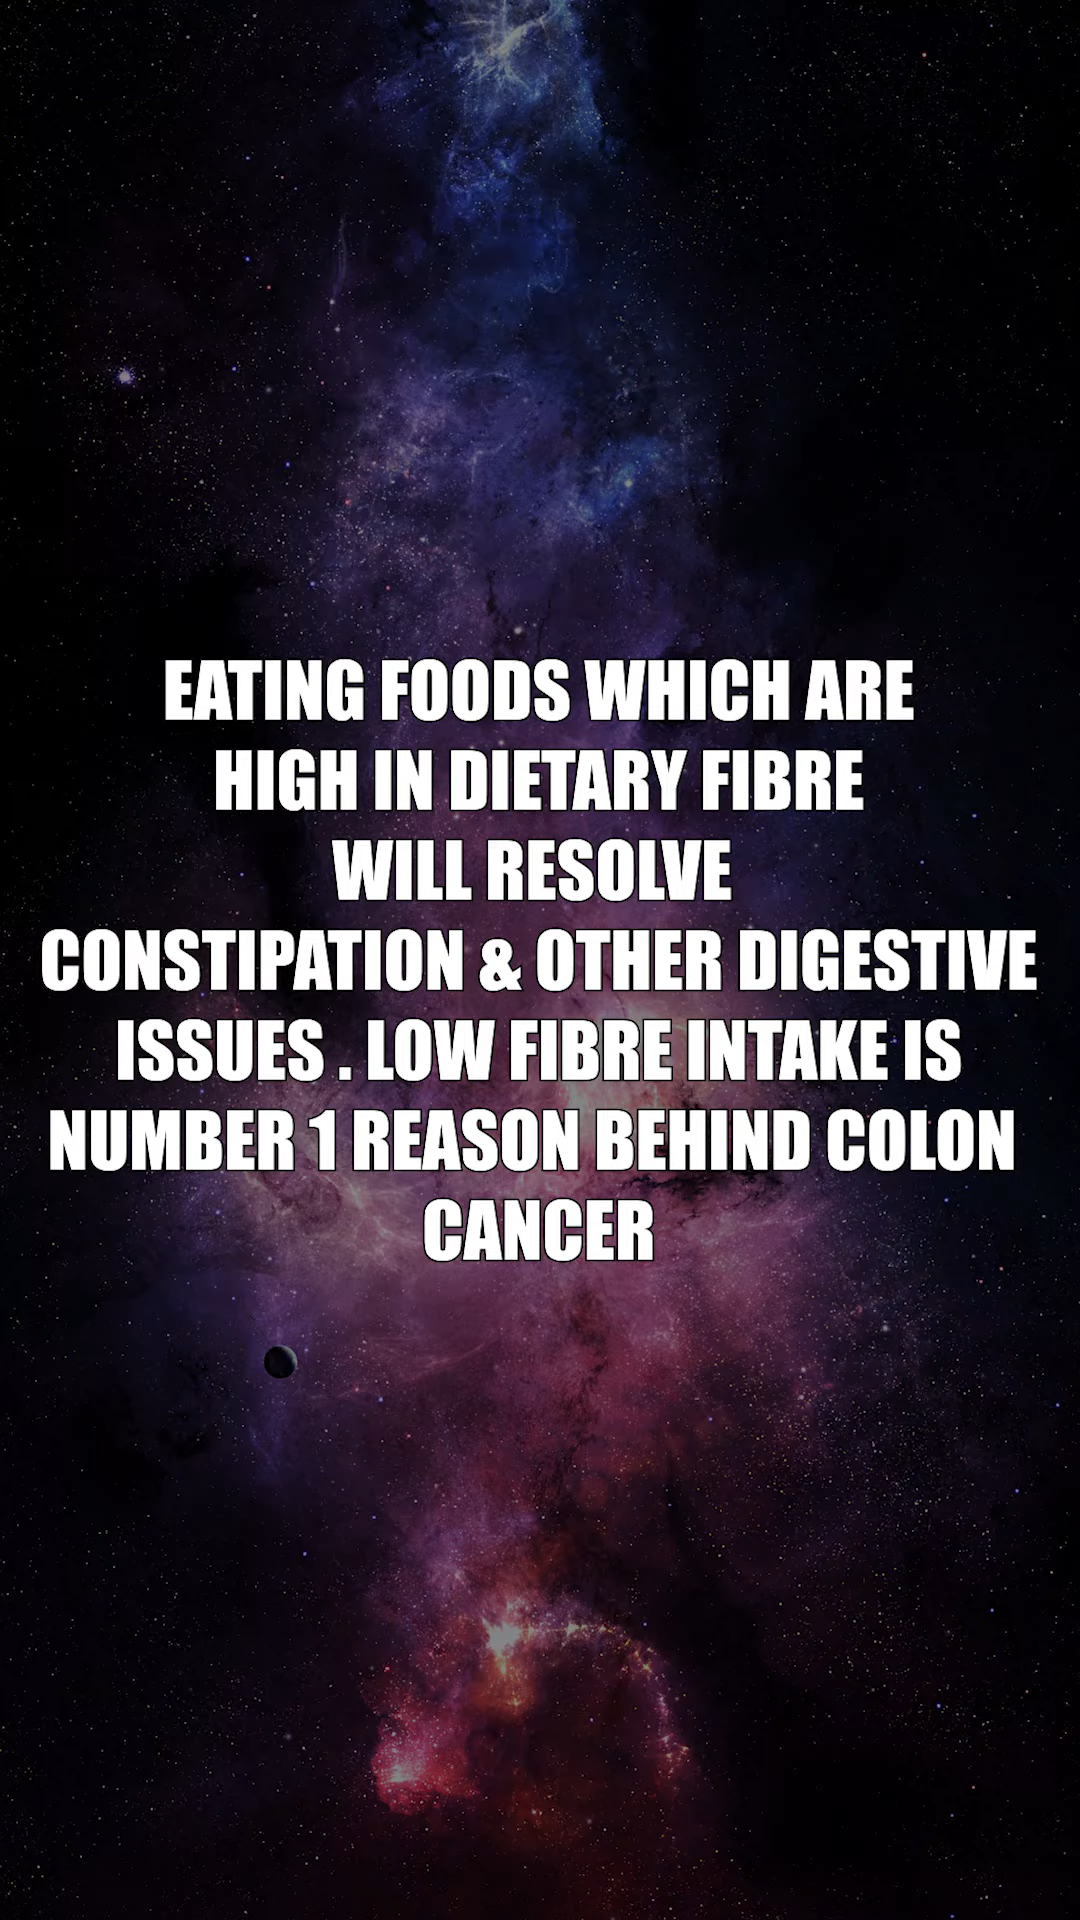 EATING FOODS WHICH ARE
HIGH IN DIETARY FIBRE
WILL RESOLVE
CONSTIPATION & OTHER DIGESTIVE
ISSUES . LOW FIBRE INTAKE IS
NUMBER 1 REASON BEHIND COLON
CANCER